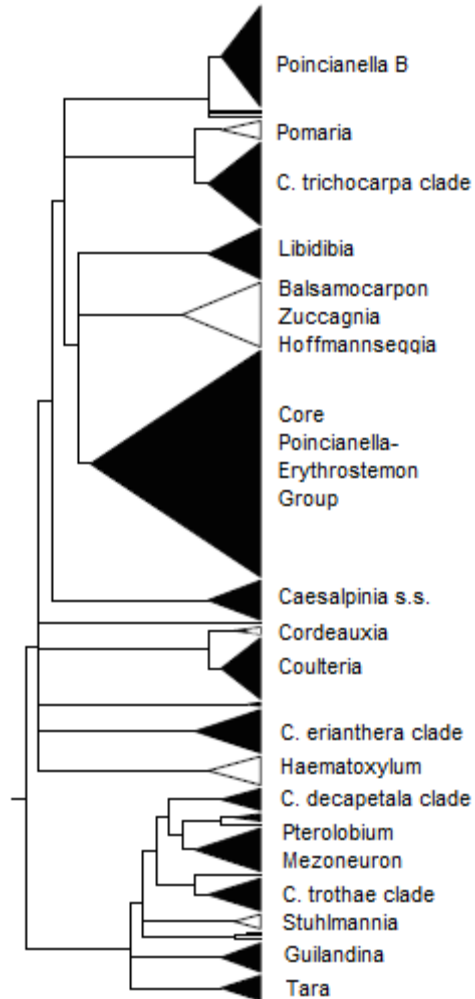 Poincianella B
Pomaria
C. trichocarpa clade
Libidibia
Balsamocarpon
Zuccagnia
Hoffmannseggia
Core
Poincianella-
Erythrostemon
Group
Caesalpinia s.s.
Cordeauxia
Coulteria
C. erianthera clade
Haematoxylum
C. decapetala clade
Pterolobium
Mezoneuron
C. trothae clade
Stuhlmannia
Guilandina
Tara